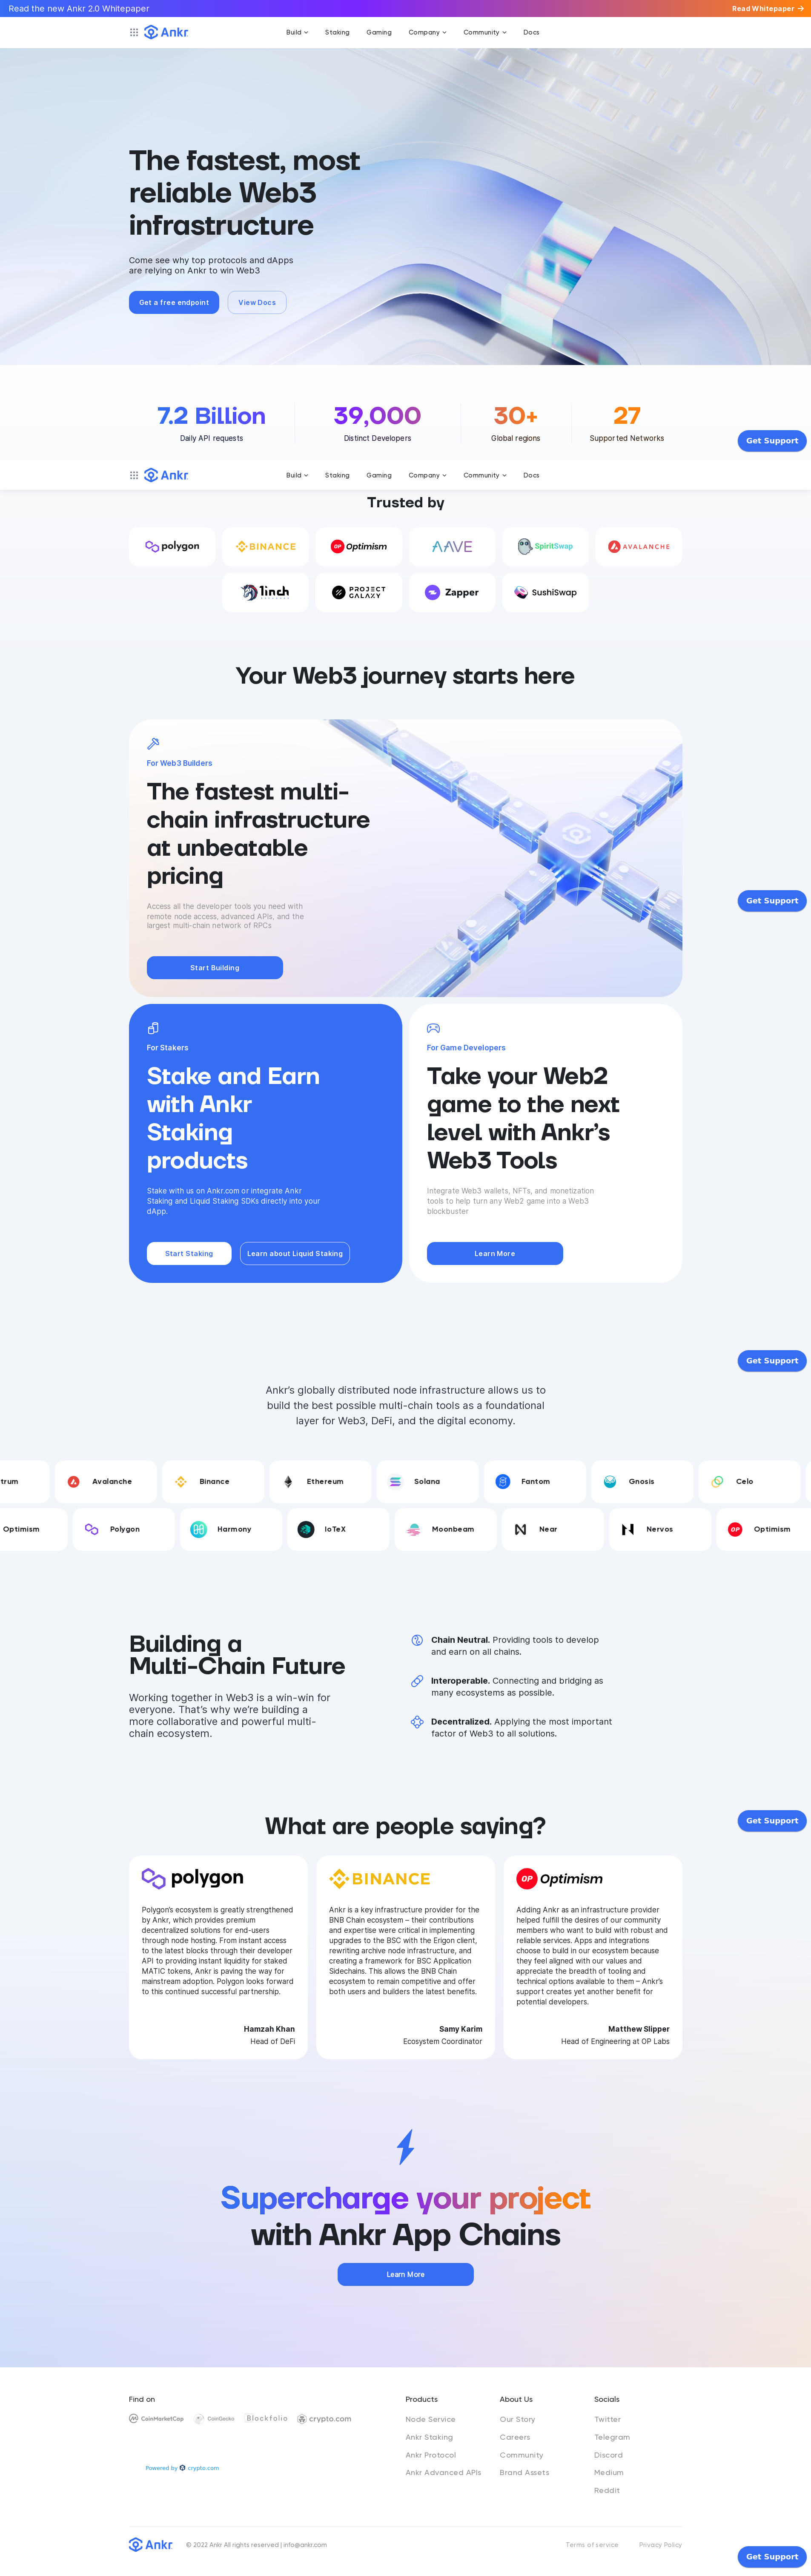 Read the new Ankr 2.0 Whitepaper
Read Whitepaper →
Ankr
Build
Staking
Gaming
Company
Community
Docs
The fastest, most
reliable Web3
infrastructure
Come see why top protocols and dApps
are relying on Ankr to win Web3
Get a free endpoint
View Docs
7.2 Billion
Daily API requests
39,000
Distinct Developers
30+
Global regions
27
Supported Networks
Get Support
Ankr
Build
Staking
Gaming
Company
Community
Docs
Trusted by
polygon
BINANCE
OP Optimism
AAVE
SpiritSwap
AVALANCHE
1inch
PROJECT
GALAXY
Zapper
SushiSwap
Your Web3 journey starts here
For Web3 Builders
The fastest multi-
chain infrastructure
at unbeatable
pricing
Access all the developer tools you need with
remote node access, advanced APIs, and the
largest multi-chain network of RPCs
Start Building
Get Support
For Stakers
Stake and Earn
with Ankr
Staking
products
Stake with us on Ankr.com or integrate Ankr
Staking and Liquid Staking SDKs directly into your
dApp.
Start Staking
Learn about Liquid Staking
For Game Developers
Take your Web2
game to the next
level with Ankr’s
Web3 Tools
Integrate Web3 wallets, NFTs, and monetization
tools to help turn any Web2 game into a Web3
blockbuster
Learn More
Get Support
Ankr’s globally distributed node infrastructure allows us to
build the best possible multi-chain tools as a foundational
layer for Web3, DeFi, and the digital economy.
trum
Avalanche
Binance
Ethereum
Solana
Fantom
Gnosis
Celo
Optimism
Polygon
Harmony
IoTeX
Moonbeam
Near
Nervos
OP
Optimism
Building a
Multi-Chain Future
Working together in Web3 is a win-win for
everyone. That’s why we’re building a
more collaborative and powerful multi-
chain ecosystem.
Chain Neutral. Providing tools to develop
and earn on all chains.
Interoperable. Connecting and bridging as
many ecosystems as possible.
Decentralized. Applying the most important
factor of Web3 to all solutions.
Get Support
What are people saying?
polygon
Polygon’s ecosystem is greatly strengthened
by Ankr, which provides premium
decentralized solutions for end-users
through node hosting. From instant access
to the latest blocks through their developer
API to providing instant liquidity for staked
MATIC tokens, Ankr is paving the way for
mainstream adoption. Polygon looks forward
to this continued successful partnership.
Hamzah Khan
Head of DeFi
BINANCE
Ankr is a key infrastructure provider for the
BNB Chain ecosystem – their contributions
and expertise were critical in implementing
upgrades to the BSC with the Erigon client,
rewriting archive node infrastructure, and
creating a framework for BSC Application
Sidechains. This allows the BNB Chain
ecosystem to remain competitive and offer
both users and builders the latest benefits.
Samy Karim
Ecosystem Coordinator
OP Optimism
Adding Ankr as an infrastructure provider
helped fulfill the desires of our community
members who want to build with robust and
reliable services. Apps and integrations
choose to build in our ecosystem because
they feel aligned with our values and
appreciate the breadth of tooling and
technical options available to them – Ankr’s
support creates yet another benefit for
potential developers.
Matthew Slipper
Head of Engineering at OP Labs
Supercharge your project
with Ankr App Chains
Learn More
Find on
CoinMarketCap
CoinGecko
Blockfolio
crypto.com
Powered by crypto.com
Products
Node Service
Ankr Staking
Ankr Protocol
Ankr Advanced APIs
About Us
Our Story
Careers
Community
Brand Assets
Socials
Twitter
Telegram
Discord
Medium
Reddit
Ankr
© 2022 Ankr All rights reserved | info@ankr.com
Terms of service
Privacy Policy
Get Support